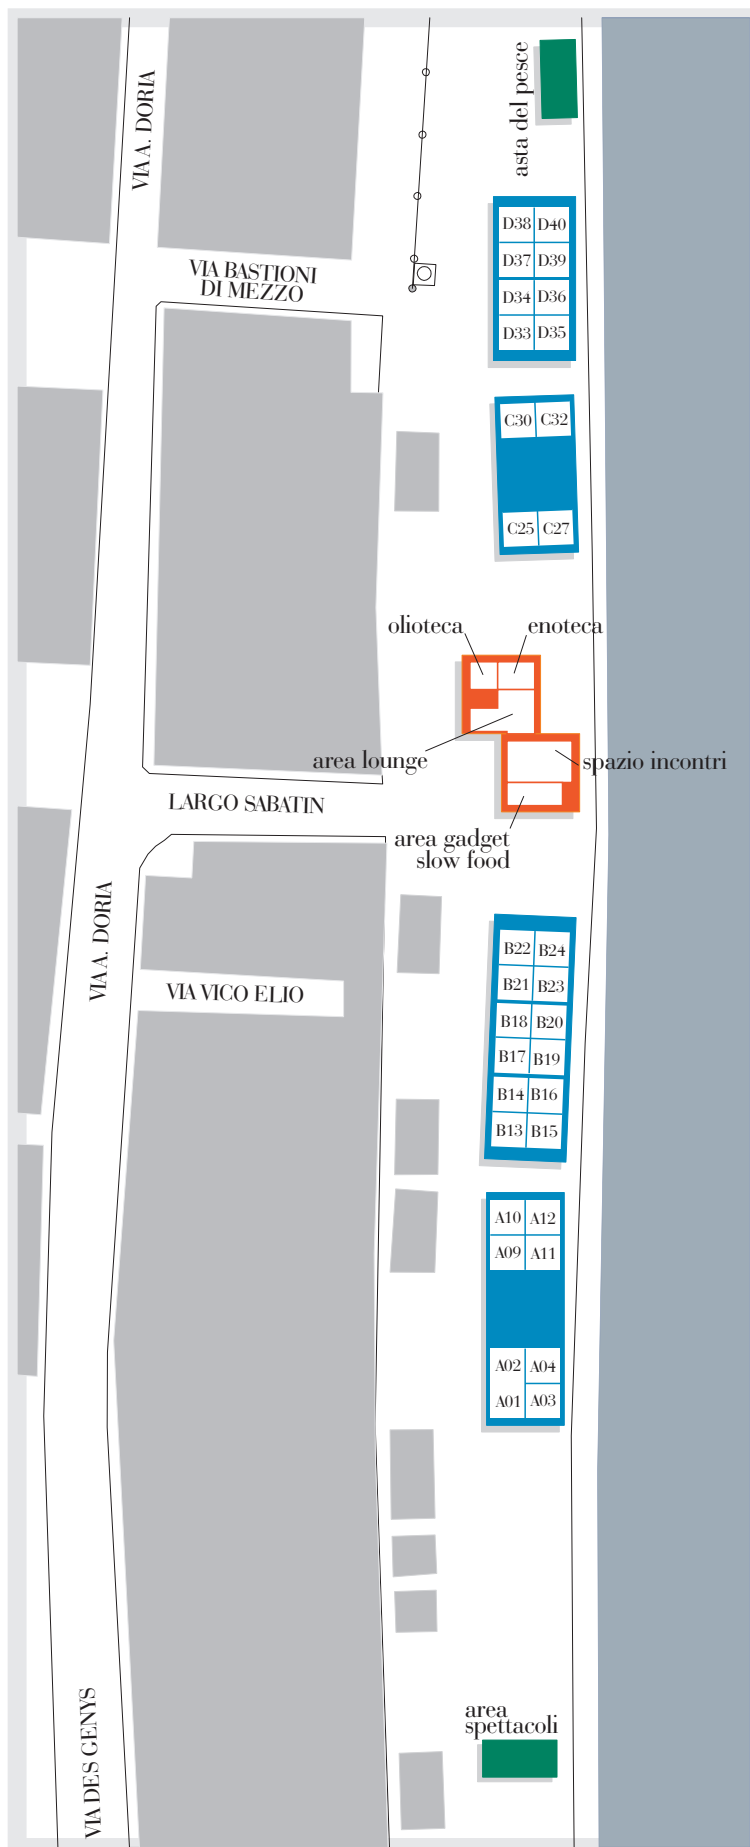 asta del pesce
VIA A. DORIA
D38 D40
VIA BASTIONI
DI MEZZO
D37 D39
D34 D36
D33 D35
C30 C32
C25 C27
olioteca
enoteca
area lounge
spazio incontri
LARGO SABATIN
area gadget
slow food
VIA A. DORIA
B22 B24
B21 B23
VIA VICO ELIO
B18 B20
B17 B19
B14 B16
B13 B15
A10 A12
A09 A11
A02 A04
A01 A03
VIA DES GENYS
area
spettacoli